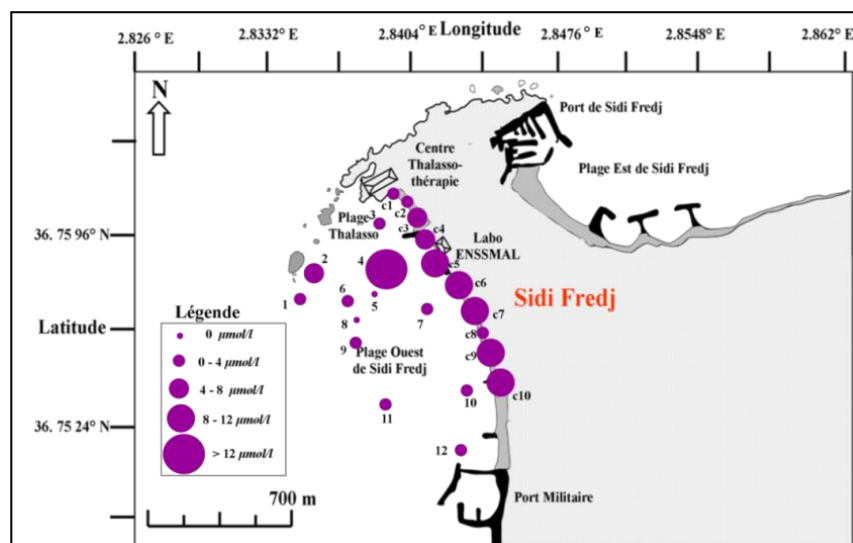 Longitude
2.826° E
2.8332° E
2.8404° E
2.8476° E
2.8548° E
2.862° E
N
Port de Sidi Fredj
Centre
Thalasso-
thérapie
Plage Est de Sidi Fredj
c1
c2
3
Plage
Thalasso
c3
c4
36. 75 96° N
Labo
ENSSMAL
2
4
c5
c6
Sidi Fredj
1
6
5
7
c7
Légende
Latitude
0 µmol/l
8
c8
9
Plage Ouest
de Sidi Fredj
c9
0 - 4 µmol/l
4 - 8 µmol/l
10
c10
11
8 - 12 µmol/l
36. 75 24° N
12
> 12 µmol/l
700 m
Port Militaire